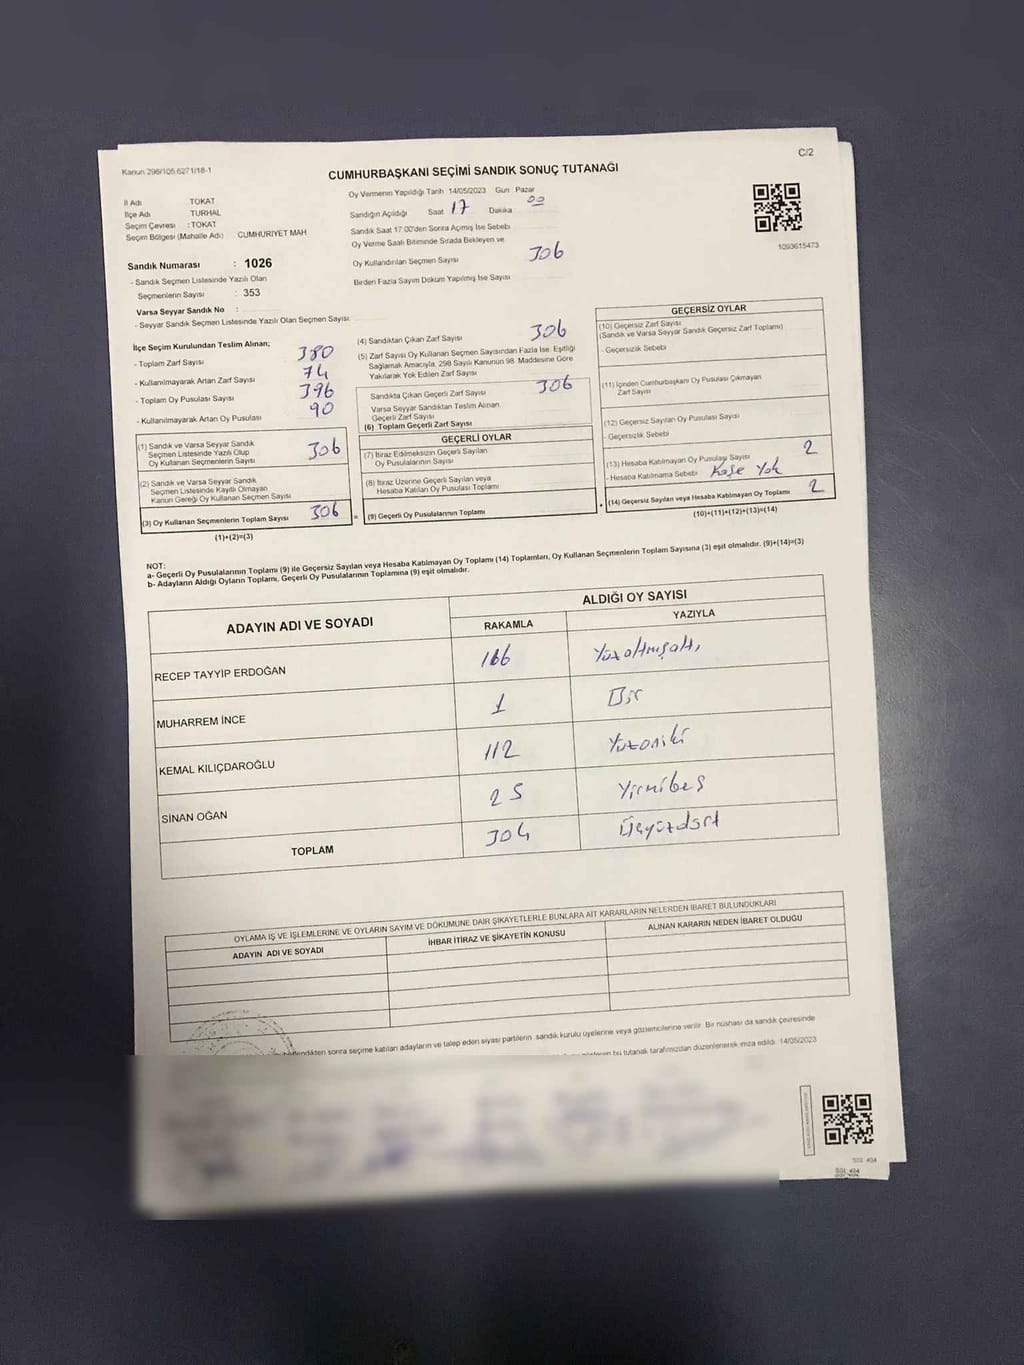 Kanun 298/105,6271/18-1
C/2
CUMHURBAŞKANI SEÇİMİ SANDIK SONUÇ TUTANAĞI
İl Adı TOKAT
İlçe Adı TURHAL
Seçim Çevresi : TOKAT
Seçim Bölgesi (Mahalle Adı) CUMHURİYET MAH
Sandık Numarası : 1026
- Sandık Seçmen Listesinde Yazılı Olan
Seçmenlerin Sayısı : 353
Varsa Seyyar Sandık No :
- Seyyar Sandık Seçmen Listesinde Yazılı Olan Seçmen Sayısı
Oy Vermenin Yapıldığı Tarih 14/05/2023 Gün : Pazar
Sandığın Açıldığı Saat 17 Dakika 00
Sandık Saat 17:00'den Sonra Açımış İse Sebebi
Oy Verme Saati Bitiminde Sırada Bekleyen ve
Oy Kullandırılan Seçmen Sayısı 306
Birden Fazla Sayım Döküm Yapılmış İse Sayısı
1093615473
İlçe Seçim Kurulundan Teslim Alınan;
- Toplam Zarf Sayısı 380
- Kullanılmayarak Artan Zarf Sayısı 74
- Toplam Oy Pusulası Sayısı 396
- Kullanılmayarak Artan Oy Pusulası 90
(1) Sandık ve Varsa Seyyar Sandık
Seçmen Listesinde Yazılı Olup
Oy Kullanan Seçmenlerin Sayısı 306
(2) Sandık ve Varsa Seyyar Sandık
Seçmen Listesinde Kayıtlı Olmayan
Kanun Gereği Oy Kullanan Seçmen Sayısı
(3) Oy Kullanan Seçmenlerin Toplam Sayısı 306
(1)+(2)=(3)
(4) Sandıktan Çıkan Zarf Sayısı 306
(5) Zarf Sayısı Oy Kullanan Seçmen Sayısından Fazla İse, Eşitliği
Sağlamak Amacıyla, 298 Sayılı Kanunun 98. Maddesine Göre
Yakılarak Yok Edilen Zarf Sayısı
Sandıkta Çıkan Geçerli Zarf Sayısı 306
Varsa Seyyar Sandıktan Teslim Alınan
Geçerli Zarf Sayısı
(6) Toplam Geçerli Zarf Sayısı
GEÇERLİ OYLAR
(7) İtiraz Edilmeksizin Geçerli Sayılan
Oy Pusulalarının Sayısı
(8) İtiraz Üzerine Geçerli Sayılan veya
Hesaba Katılan Oy Pusulası Toplamı
= (9) Geçerli Oy Pusulalarının Toplamı
GEÇERSİZ OYLAR
(10) Geçersiz Zarf Sayısı
(Sandık ve Varsa Seyyar Sandık Geçersiz Zarf Toplamı)
- Geçersizlik Sebebi
(11) İçinden Cumhurbaşkanı Oy Pusulası Çıkmayan
Zarf Sayısı
(12) Geçersiz Sayılan Oy Pusulası Sayısı
- Geçersizlik Sebebi
(13) Hesaba Katılmayan Oy Pusulası Sayısı 2
- Hesaba Katılmama Sebebi Kaşe Yok
+ (14) Geçersiz Sayılan veya Hesaba Katılmayan Oy Toplamı 2
(10)+(11)+(12)+(13)=(14)
NOT:
a- Geçerli Oy Pusulalarının Toplamı (9) ile Geçersiz Sayılan veya Hesaba Katılmayan Oy Toplamı (14) Toplamları, Oy Kullanan Seçmenlerin Toplam Sayısına (3) eşit olmalıdır. (9)+(14)=(3)
b- Adayların Aldığı Oyların Toplamı, Geçerli Oy Pusulalarının Toplamına (9) eşit olmalıdır.
ADAYIN ADI VE SOYADI
ALDIĞI OY SAYISI
RAKAMLA YAZIYLA
RECEP TAYYİP ERDOĞAN 166 Yüzaltmışaltı
MUHARREM İNCE 1 Bir
KEMAL KILIÇDAROĞLU 112 Yüzoniki
SİNAN OĞAN 25 Yirmibeş
TOPLAM 304 Üçyüzdört
OYLAMA İŞ VE İŞLEMLERİNE VE OYLARIN SAYIM VE DÖKÜMÜNE DAİR ŞİKAYETLERLE BUNLARA AİT KARARLARIN NELERDEN İBARET BULUNDUKLARI
ADAYIN ADI VE SOYADI İHBAR İTİRAZ VE ŞİKAYETİN KONUSU ALINAN KARARIN NEDEN İBARET OLDUĞU
sonra seçime katılan adayların ve talep eden siyasi partilerin sandık kurulu üyelerine veya gözlemcilerine verilir. Bir nüshası da sandık çevresinde
bu tutanak tarafımızdan düzenlenerek imza edildi. 14/05/2023
SGI: 404
SGI: 404